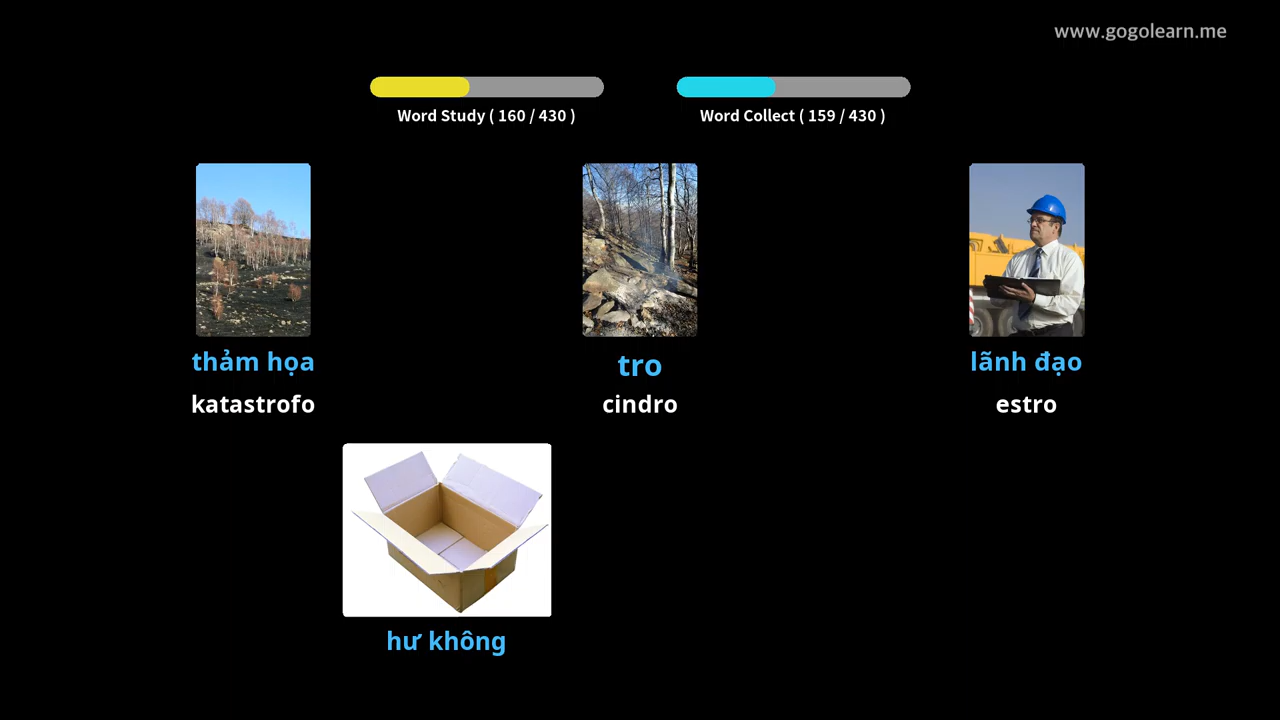 www.gogolearn.me
Word Study ( 160 / 430 )
Word Collect ( 159 / 430 )
thảm họa
katastrofo
tro
cindro
lãnh đạo
estro
hư không